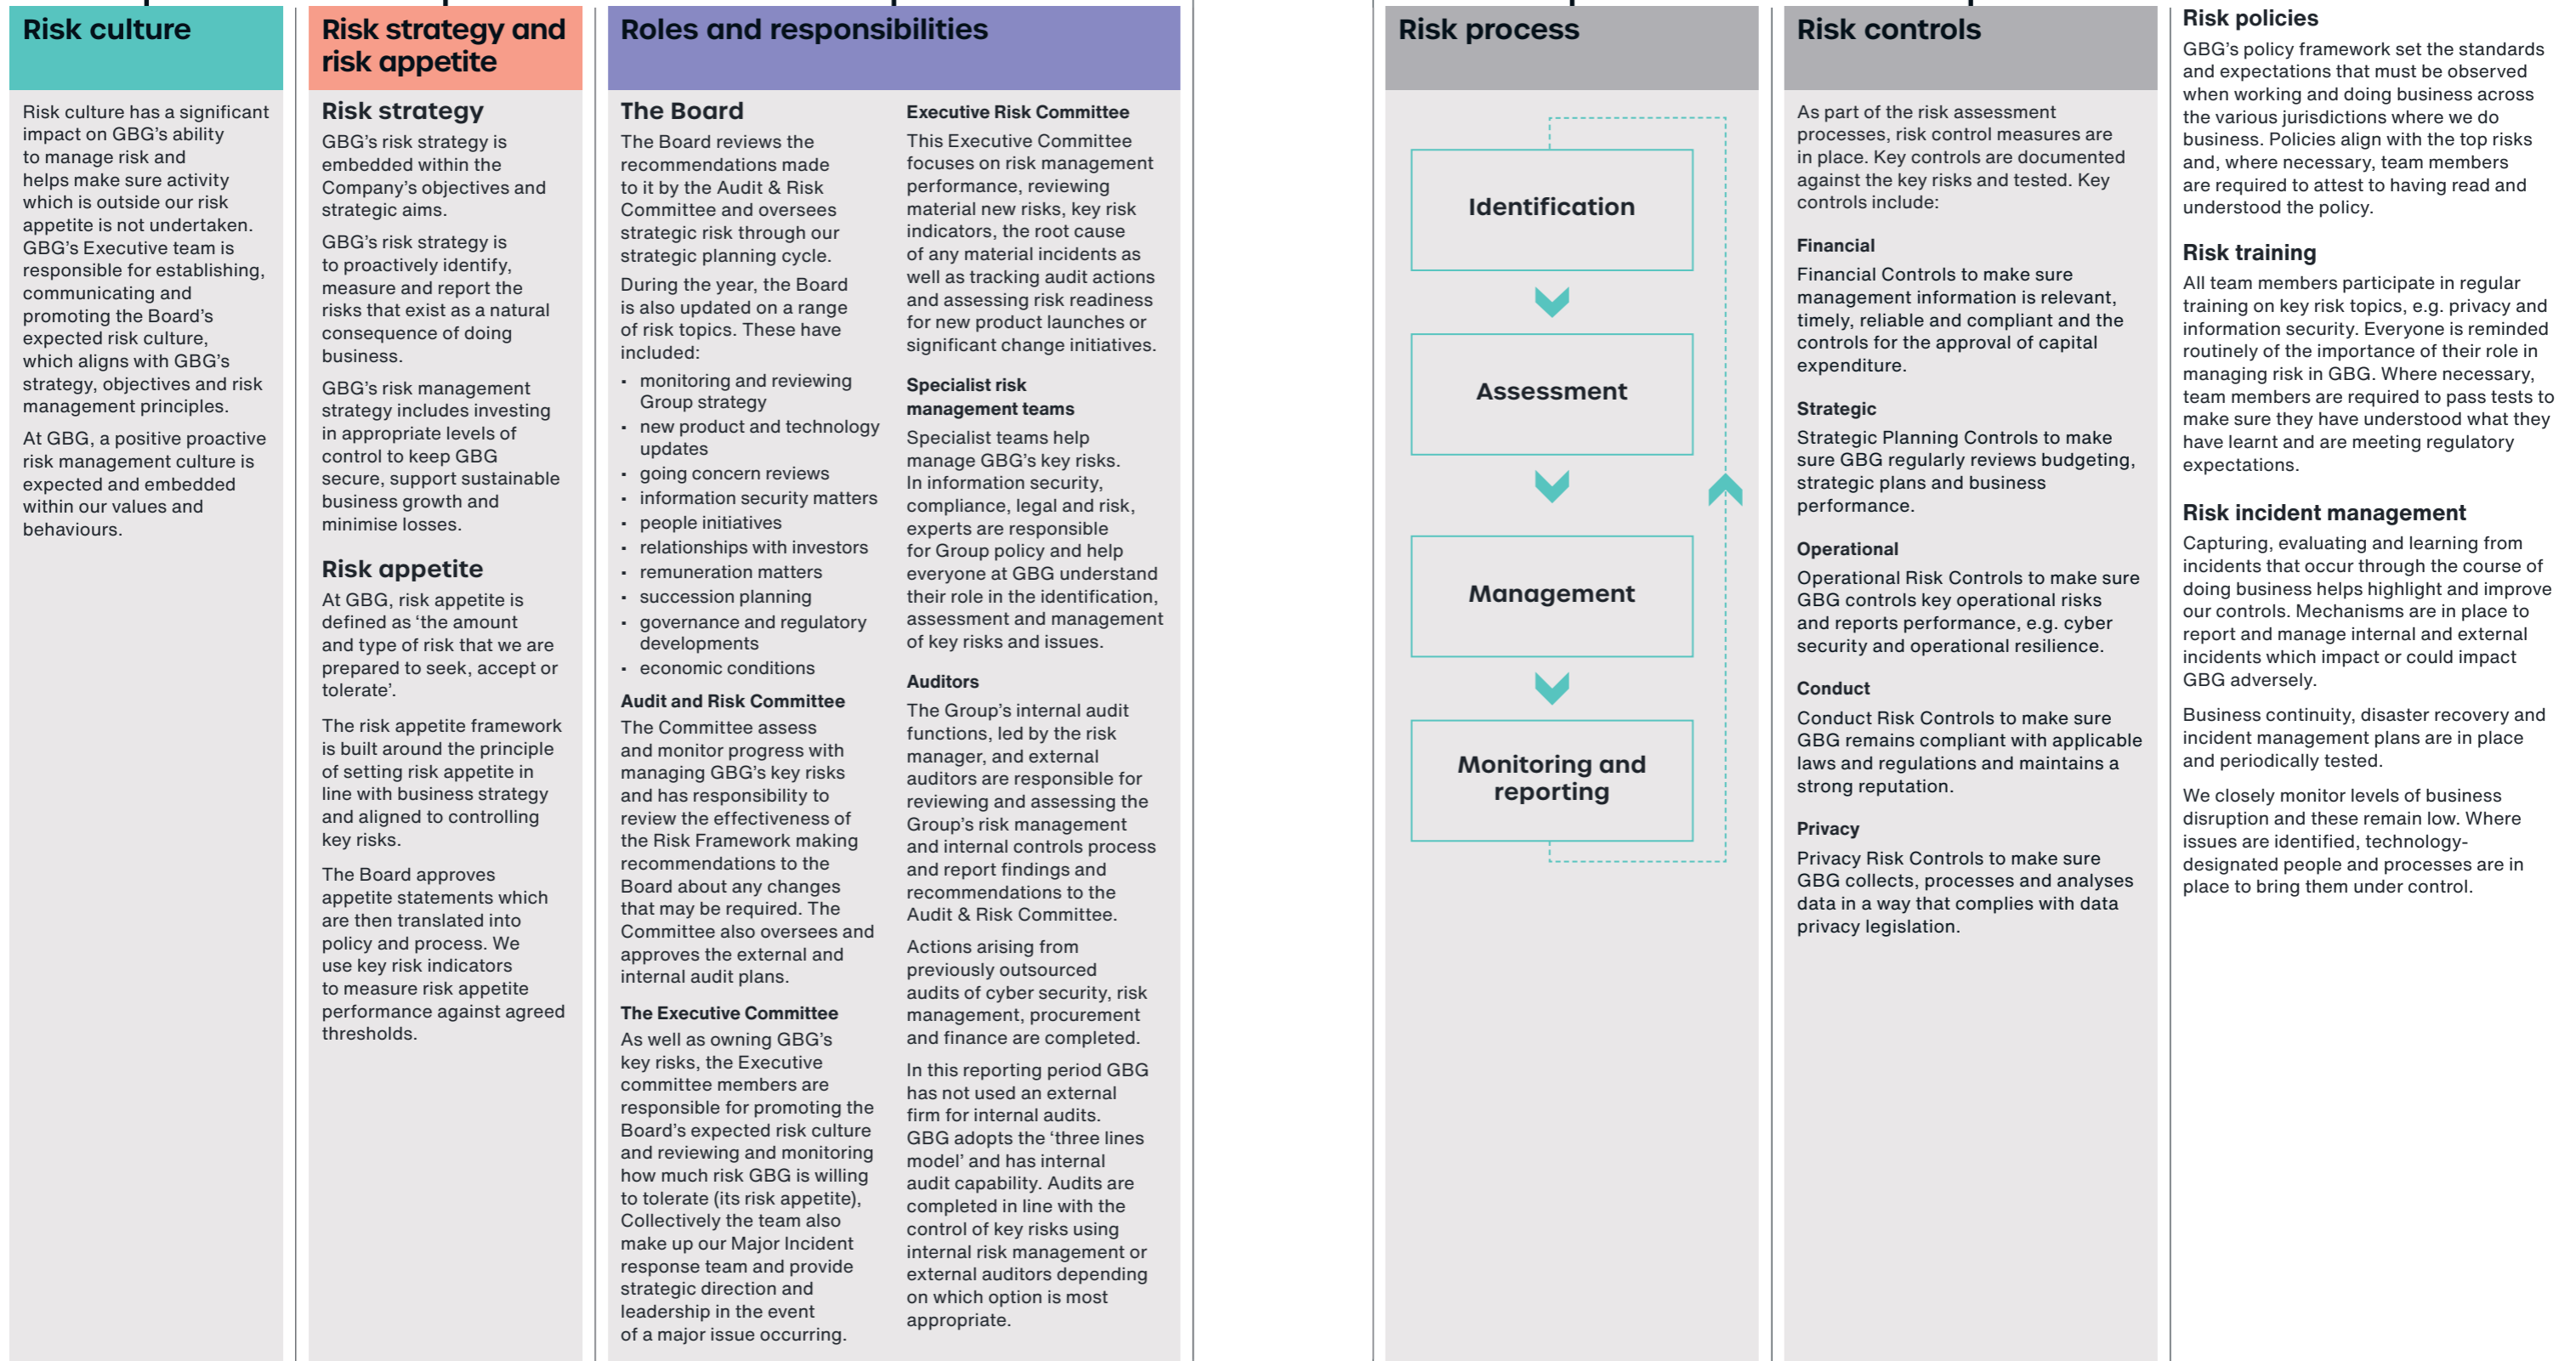 Risk culture
Risk culture has a significant
impact on GBG’s ability
to manage risk and
helps make sure activity
which is outside our risk
appetite is not undertaken.
GBG’s Executive team is
responsible for establishing,
communicating and
promoting the Board’s
expected risk culture,
which aligns with GBG’s
strategy, objectives and risk
management principles.
At GBG, a positive proactive
risk management culture is
expected and embedded
within our values and
behaviours.
Risk strategy and
risk appetite
Risk strategy
GBG’s risk strategy is
embedded within the
Company’s objectives and
strategic aims.
GBG’s risk strategy is
to proactively identify,
measure and report the
risks that exist as a natural
consequence of doing
business.
GBG’s risk management
strategy includes investing
in appropriate levels of
control to keep GBG
secure, support sustainable
business growth and
minimise losses.
Risk appetite
At GBG, risk appetite is
defined as ‘the amount
and type of risk that we are
prepared to seek, accept or
tolerate’.
The risk appetite framework
is built around the principle
of setting risk appetite in
line with business strategy
and aligned to controlling
key risks.
The Board approves
appetite statements which
are then translated into
policy and process. We
use key risk indicators
to measure risk appetite
performance against agreed
thresholds.
Roles and responsibilities
The Board
The Board reviews the
recommendations made
to it by the Audit & Risk
Committee and oversees
strategic risk through our
strategic planning cycle.
During the year, the Board
is also updated on a range
of risk topics. These have
included:
· monitoring and reviewing
Group strategy
· new product and technology
updates
· going concern reviews
· information security matters
· people initiatives
· relationships with investors
· remuneration matters
· succession planning
· governance and regulatory
developments
· economic conditions
Audit and Risk Committee
The Committee assess
and monitor progress with
managing GBG’s key risks
and has responsibility to
review the effectiveness of
the Risk Framework making
recommendations to the
Board about any changes
that may be required. The
Committee also oversees and
approves the external and
internal audit plans.
The Executive Committee
As well as owning GBG’s
key risks, the Executive
committee members are
responsible for promoting the
Board’s expected risk culture
and reviewing and monitoring
how much risk GBG is willing
to tolerate (its risk appetite),
Collectively the team also
make up our Major Incident
response team and provide
strategic direction and
leadership in the event
of a major issue occurring.
Executive Risk Committee
This Executive Committee
focuses on risk management
performance, reviewing
material new risks, key risk
indicators, the root cause
of any material incidents as
well as tracking audit actions
and assessing risk readiness
for new product launches or
significant change initiatives.
Specialist risk
management teams
Specialist teams help
manage GBG’s key risks.
In information security,
compliance, legal and risk,
experts are responsible
for Group policy and help
everyone at GBG understand
their role in the identification,
assessment and management
of key risks and issues.
Auditors
The Group’s internal audit
functions, led by the risk
manager, and external
auditors are responsible for
reviewing and assessing the
Group’s risk management
and internal controls process
and report findings and
recommendations to the
Audit & Risk Committee.
Actions arising from
previously outsourced
audits of cyber security, risk
management, procurement
and finance are completed.
In this reporting period GBG
has not used an external
firm for internal audits.
GBG adopts the ‘three lines
model’ and has internal
audit capability. Audits are
completed in line with the
control of key risks using
internal risk management or
external auditors depending
on which option is most
appropriate.
Risk process
Identification
Assessment
Management
Monitoring and
reporting
Risk controls
As part of the risk assessment
processes, risk control measures are
in place. Key controls are documented
against the key risks and tested. Key
controls include:
Financial
Financial Controls to make sure
management information is relevant,
timely, reliable and compliant and the
controls for the approval of capital
expenditure.
Strategic
Strategic Planning Controls to make
sure GBG regularly reviews budgeting,
strategic plans and business
performance.
Operational
Operational Risk Controls to make sure
GBG controls key operational risks
and reports performance, e.g. cyber
security and operational resilience.
Conduct
Conduct Risk Controls to make sure
GBG remains compliant with applicable
laws and regulations and maintains a
strong reputation.
Privacy
Privacy Risk Controls to make sure
GBG collects, processes and analyses
data in a way that complies with data
privacy legislation.
Risk policies
GBG’s policy framework set the standards
and expectations that must be observed
when working and doing business across
the various jurisdictions where we do
business. Policies align with the top risks
and, where necessary, team members
are required to attest to having read and
understood the policy.
Risk training
All team members participate in regular
training on key risk topics, e.g. privacy and
information security. Everyone is reminded
routinely of the importance of their role in
managing risk in GBG. Where necessary,
team members are required to pass tests to
make sure they have understood what they
have learnt and are meeting regulatory
expectations.
Risk incident management
Capturing, evaluating and learning from
incidents that occur through the course of
doing business helps highlight and improve
our controls. Mechanisms are in place to
report and manage internal and external
incidents which impact or could impact
GBG adversely.
Business continuity, disaster recovery and
incident management plans are in place
and periodically tested.
We closely monitor levels of business
disruption and these remain low. Where
issues are identified, technology-
designated people and processes are in
place to bring them under control.